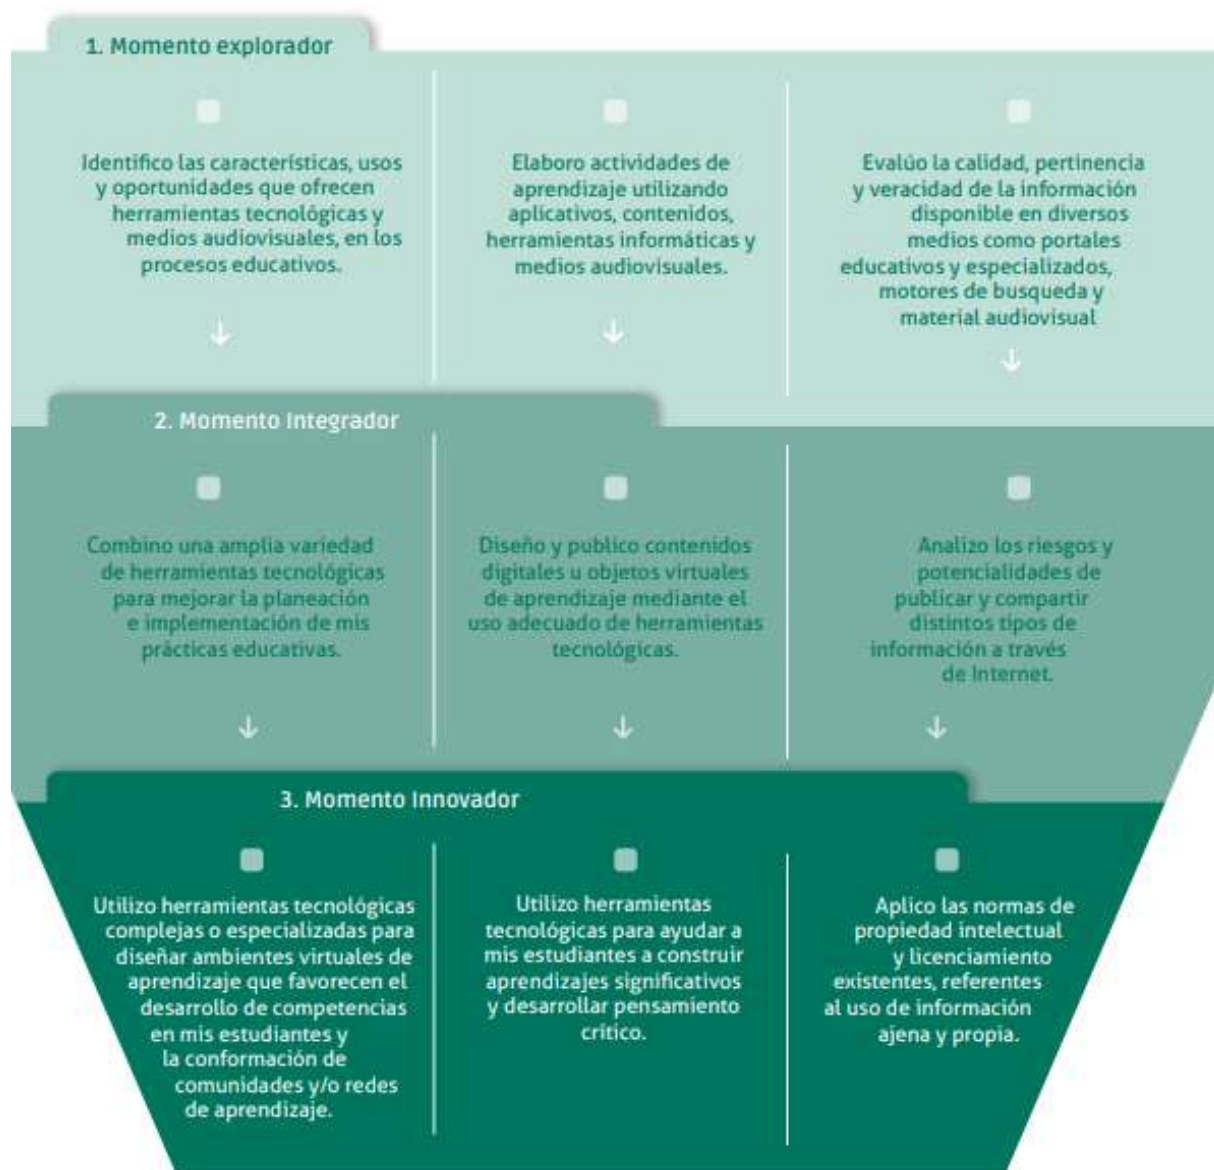 1. Momento explorador
Identifico las características, usos
y oportunidades que ofrecen
herramientas tecnológicas y
medios audiovisuales, en los
procesos educativos.
Elaboro actividades de
aprendizaje utilizando
aplicativos, contenidos,
herramientas informáticas y
medios audiovisuales.
Evalúo la calidad, pertinencia
y veracidad de la información
disponible en diversos
medios como portales
educativos y especializados,
motores de busqueda y
material audiovisual
2. Momento Integrador
Combino una amplia variedad
de herramientas tecnológicas
para mejorar la planeación
e implementación de mis
prácticas educativas.
Diseño y publico contenidos
digitales u objetos virtuales
de aprendizaje mediante el
uso adecuado de herramientas
tecnológicas.
Analizo los riesgos y
potencialidades de
publicar y compartir
distintos tipos de
información a través
de Internet.
3. Momento Innovador
Utilizo herramientas tecnológicas
complejas o especializadas para
diseñar ambientes virtuales de
aprendizaje que favorecen el
desarrollo de competencias
en mis estudiantes y
la conformación de
comunidades y/o redes
de aprendizaje.
Utilizo herramientas
tecnológicas para ayudar a
mis estudiantes a construir
aprendizajes significativos
y desarrollar pensamiento
crítico.
Aplico las normas de
propiedad intelectual
y licenciamiento
existentes, referentes
al uso de información
ajena y propia.